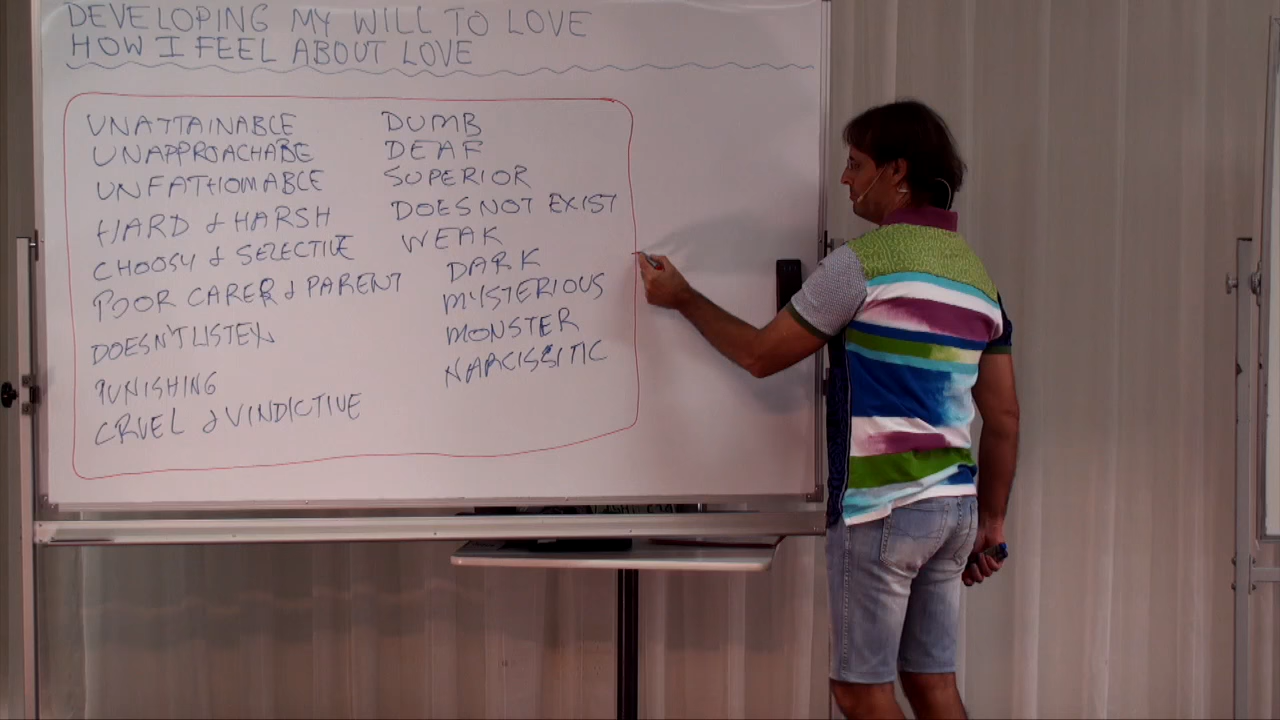 DEVELOPING MY WILL TO LOVE
HOW I FEEL ABOUT LOVE
UNATTAINABLE
UNAPPROACHABE
UNFATHOMABLE
HARD & HARSH
CHOOSY & SELECTIVE
POOR CARER & PARENT
DOESN'T LISTEN
PUNISHING
CRUEL & VINDICTIVE
DUMB
DEAF
SUPERIOR
DOES NOT EXIST
WEAK
DARK
MYSTERIOUS
MONSTER
NARCISSITIC